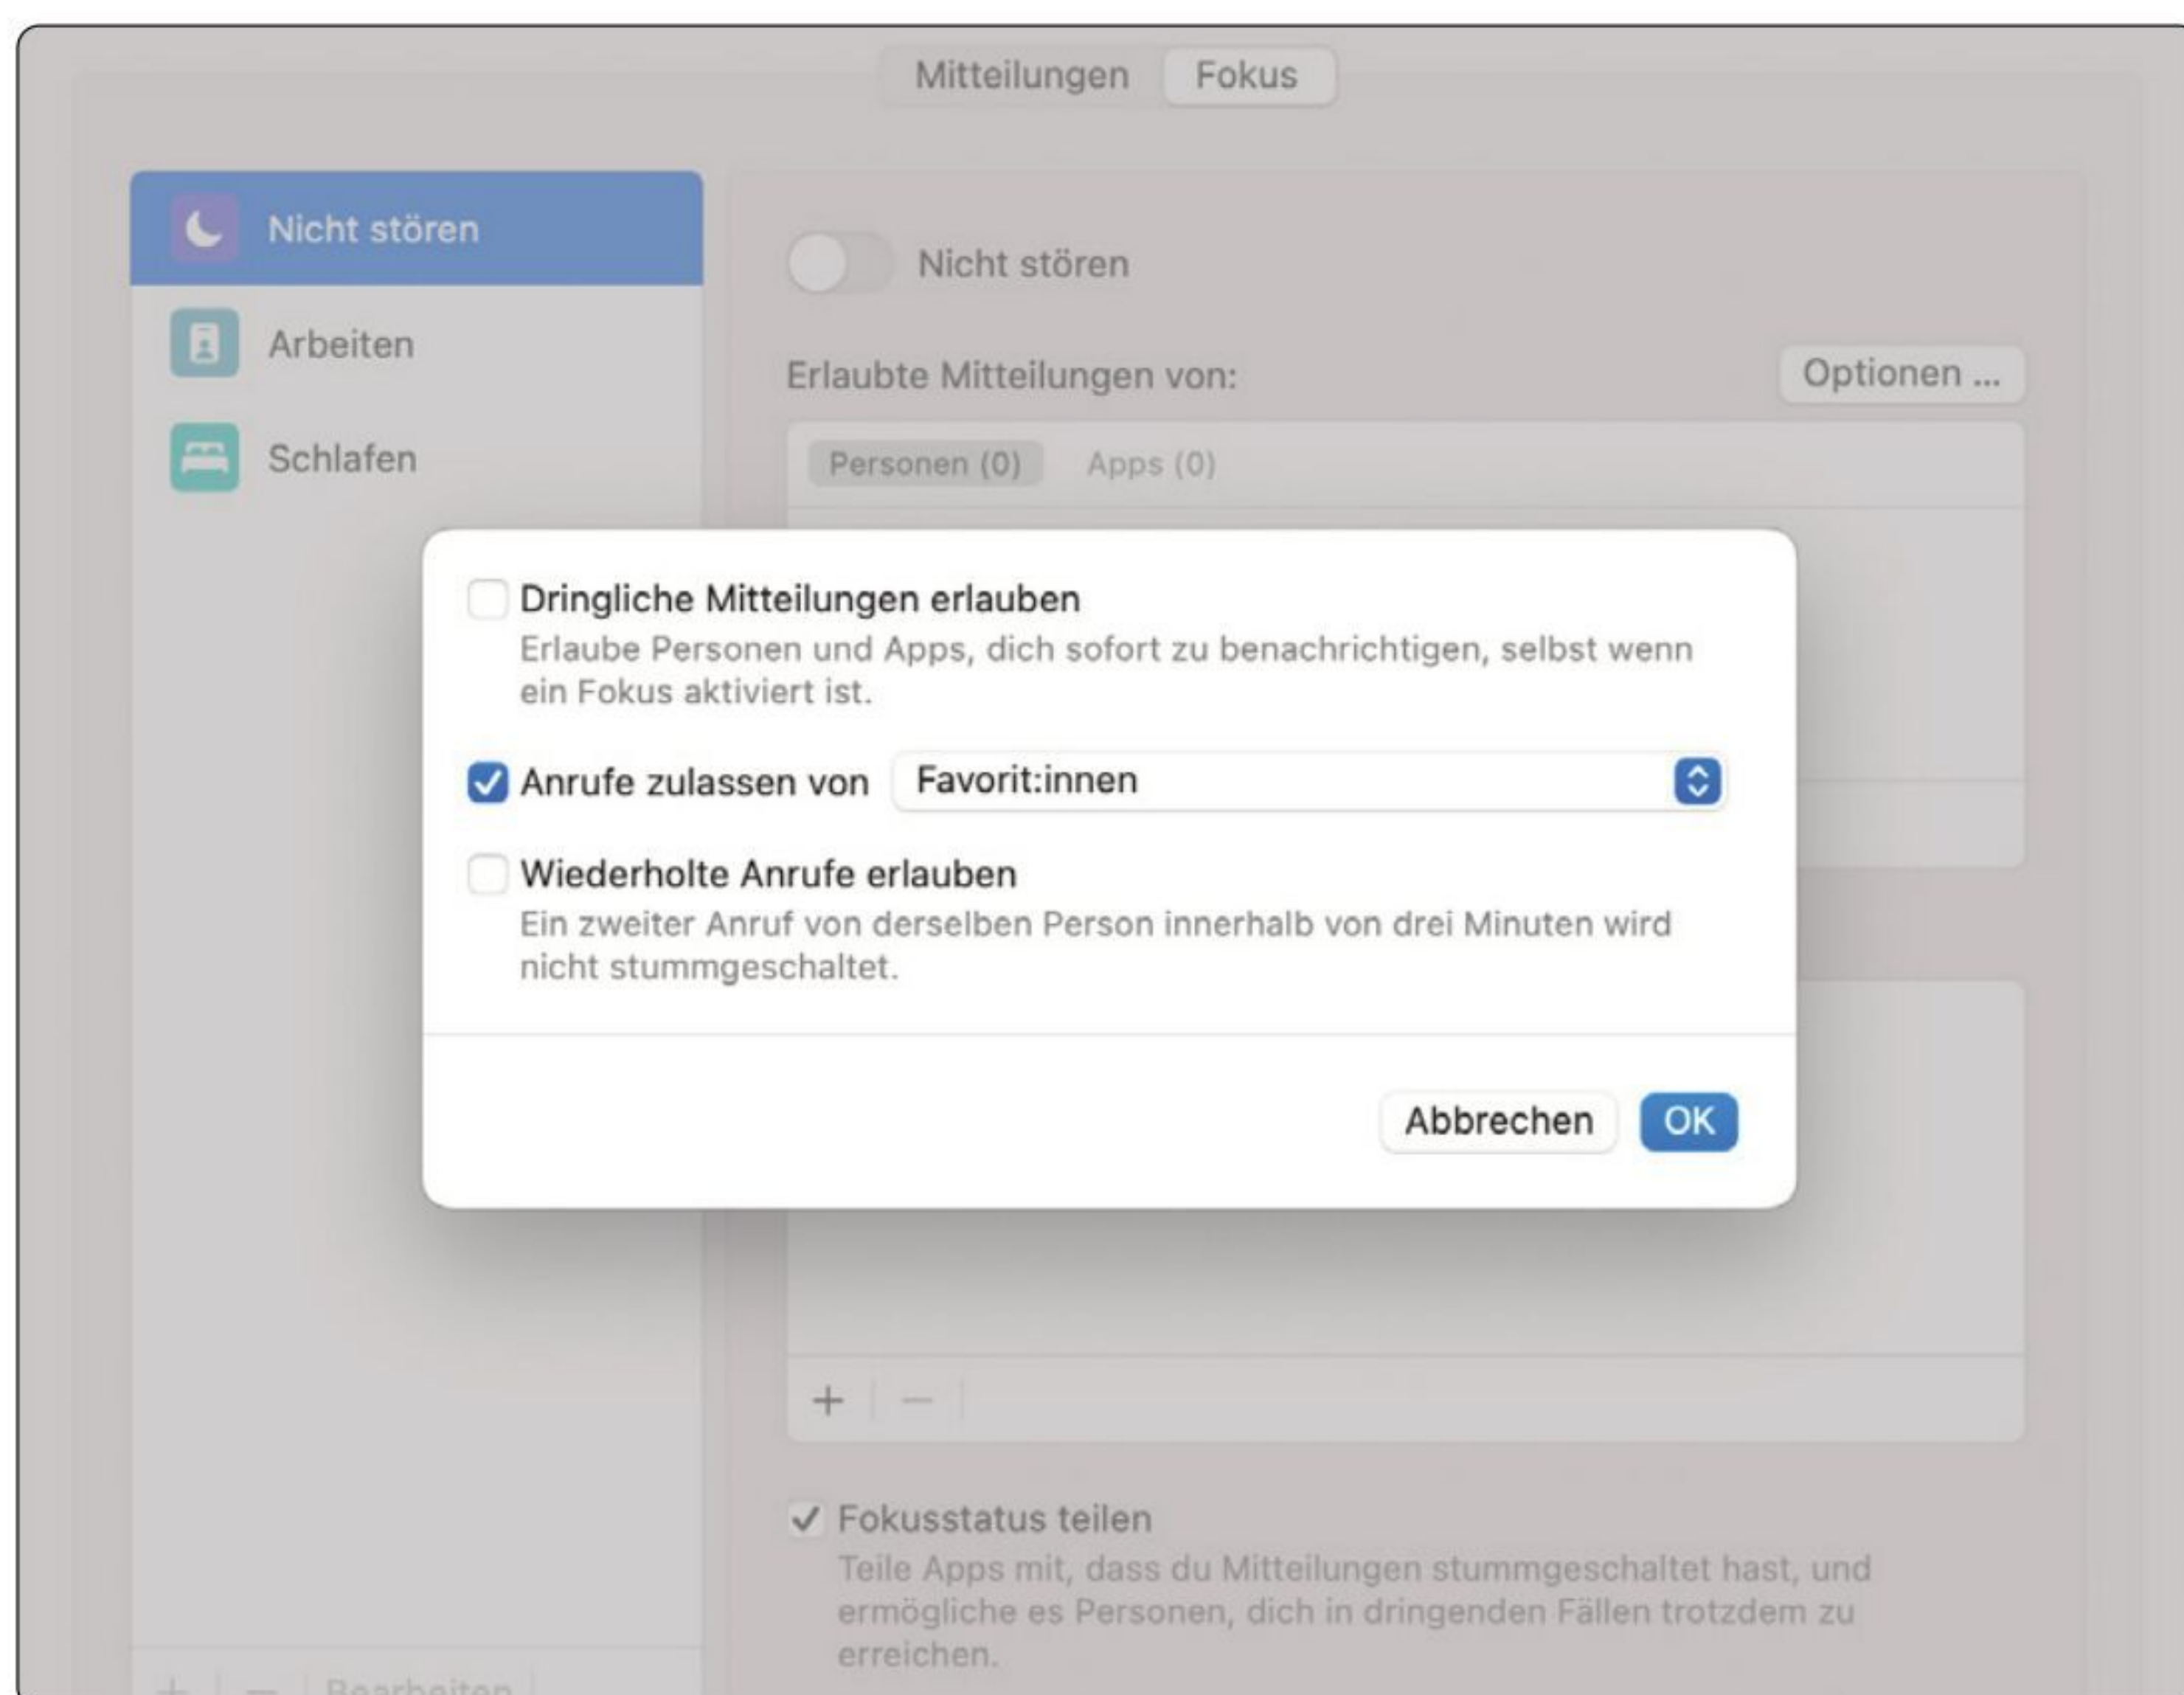 Mitteilungen Fokus
Nicht stören
Arbeiten
Schlafen
Nicht stören
Erlaubte Mitteilungen von:
Optionen ...
Personen (0) Apps (0)
Dringliche Mitteilungen erlauben
Erlaube Personen und Apps, dich sofort zu benachrichtigen, selbst wenn
ein Fokus aktiviert ist.
Anrufe zulassen von Favorit:innen
Wiederholte Anrufe erlauben
Ein zweiter Anruf von derselben Person innerhalb von drei Minuten wird
nicht stummgeschaltet.
Abbrechen OK
+ −
Fokusstatus teilen
Teile Apps mit, dass du Mitteilungen stummgeschaltet hast, und
ermögliche es Personen, dich in dringenden Fällen trotzdem zu
erreichen.
+ − Bearbeiten